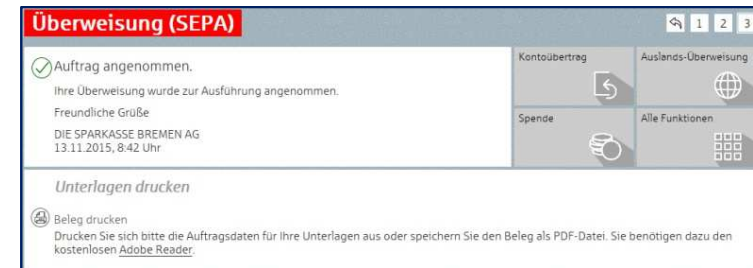 Überweisung (SEPA)
1 2 3
Auftrag angenommen.
Ihre Überweisung wurde zur Ausführung angenommen.
Freundliche Grüße
DIE SPARKASSE BREMEN AG
13.11.2015, 8:42 Uhr
Kontoübertrag
Auslands-Überweisung
Spende
Alle Funktionen
Unterlagen drucken
Beleg drucken
Drucken Sie sich bitte die Auftragsdaten für Ihre Unterlagen aus oder speichern Sie den Beleg als PDF-Datei. Sie benötigen dazu den
kostenlosen Adobe Reader.